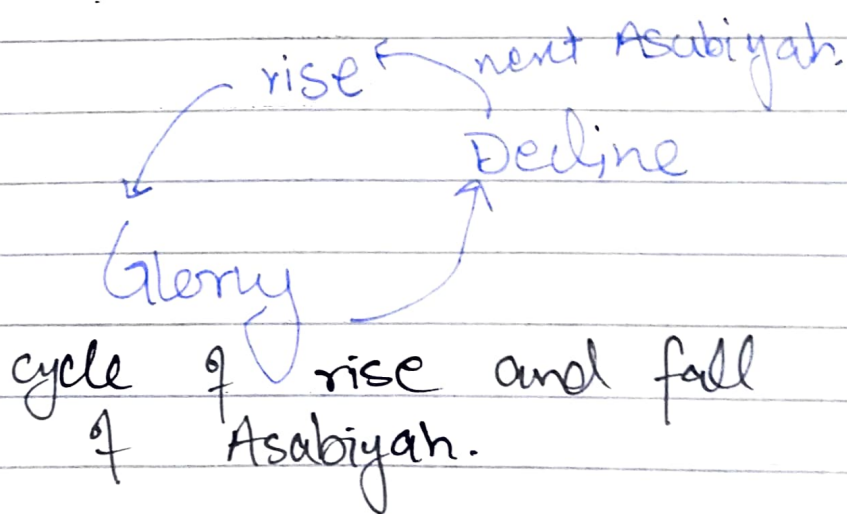 rise
next Asabiyah.
Decline
Glory
cycle of rise and fall
of Asabiyah.